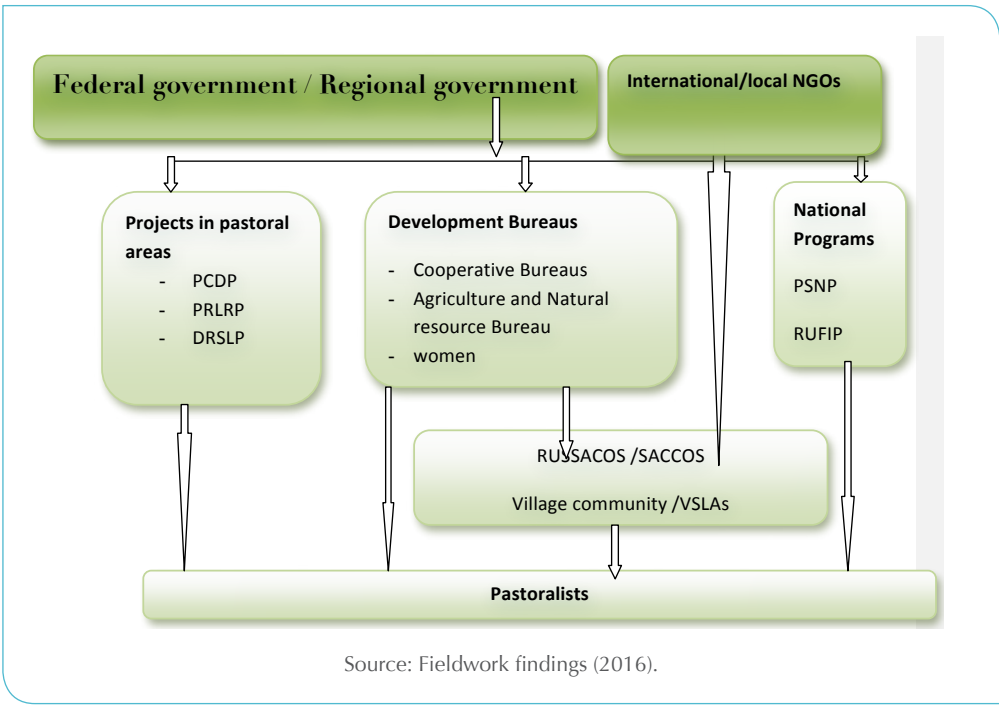 Federal government / Regional government
International/local NGOs
Projects in pastoral
areas
- PCDP
- PRLRP
- DRSLP
Development Bureaus
- Cooperative Bureaus
- Agriculture and Natural
resource Bureau
- women
National
Programs
PSNP
RUFIP
RUSSACOS /SACCOS
Village community /VSLAs
Pastoralists
Source: Fieldwork findings (2016).